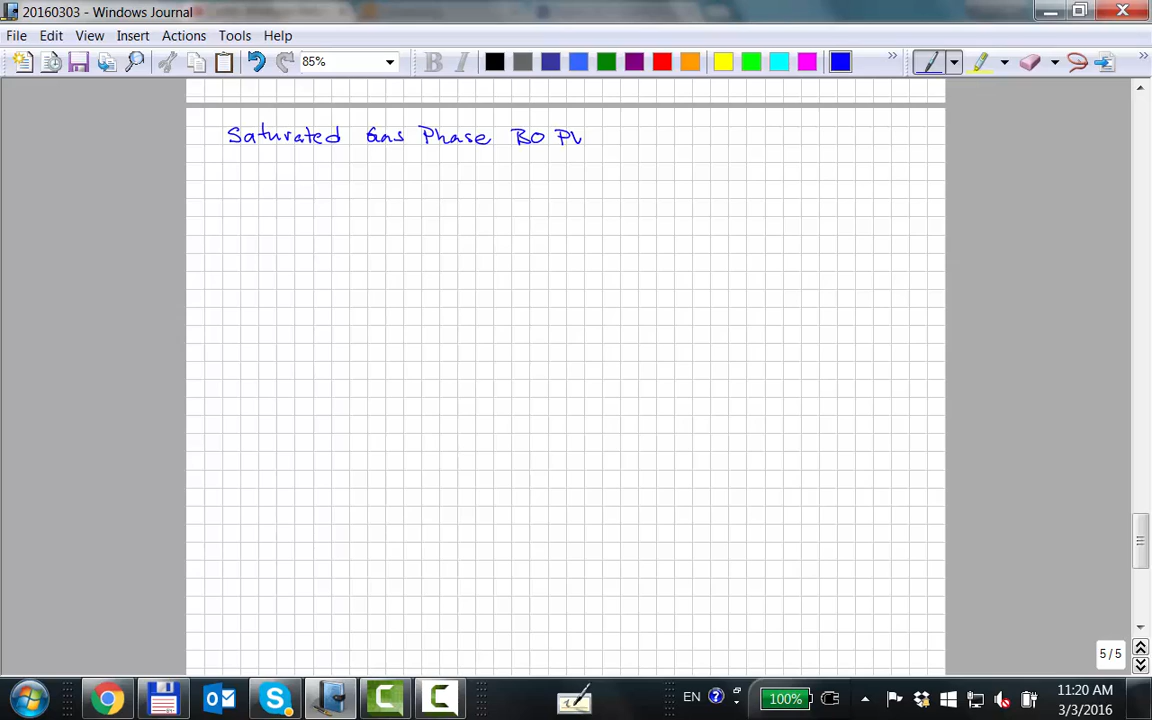 20160303 - Windows Journal
File Edit View Insert Actions Tools Help
85%
B I
Saturated Gas Phase BO PV
5 / 5
EN
100%
11:20 AM
3/3/2016